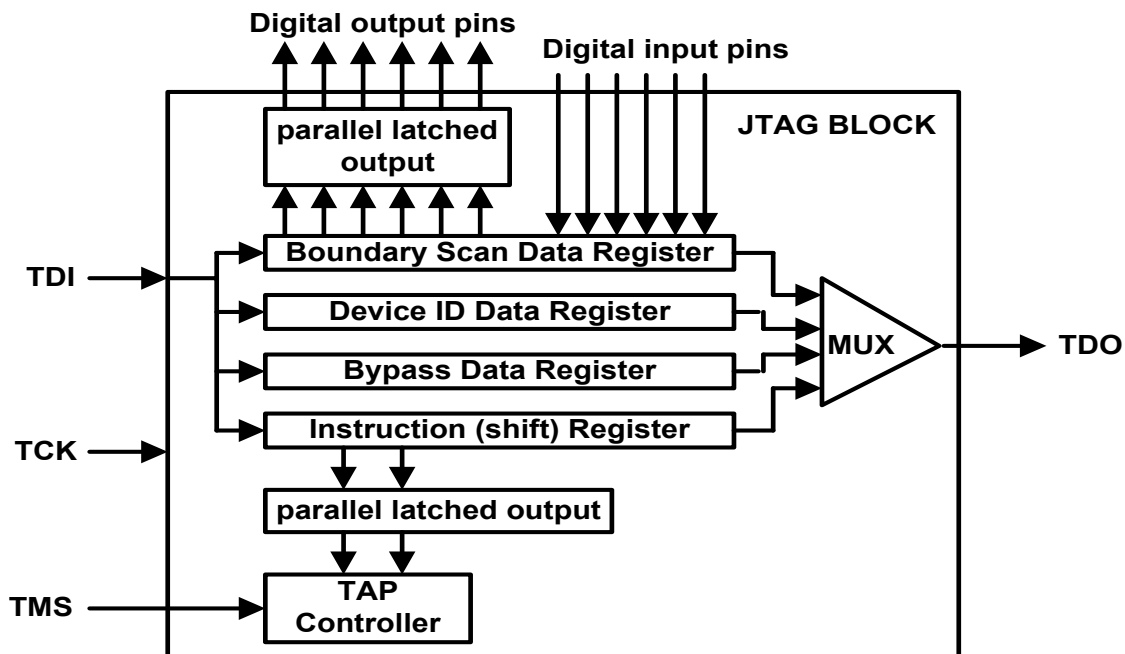 Digital output pins
Digital input pins
JTAG BLOCK
parallel latched
output
Boundary Scan Data Register
TDI
Device ID Data Register
MUX
TDO
Bypass Data Register
Instruction (shift) Register
TCK
parallel latched output
TMS
TAP
Controller